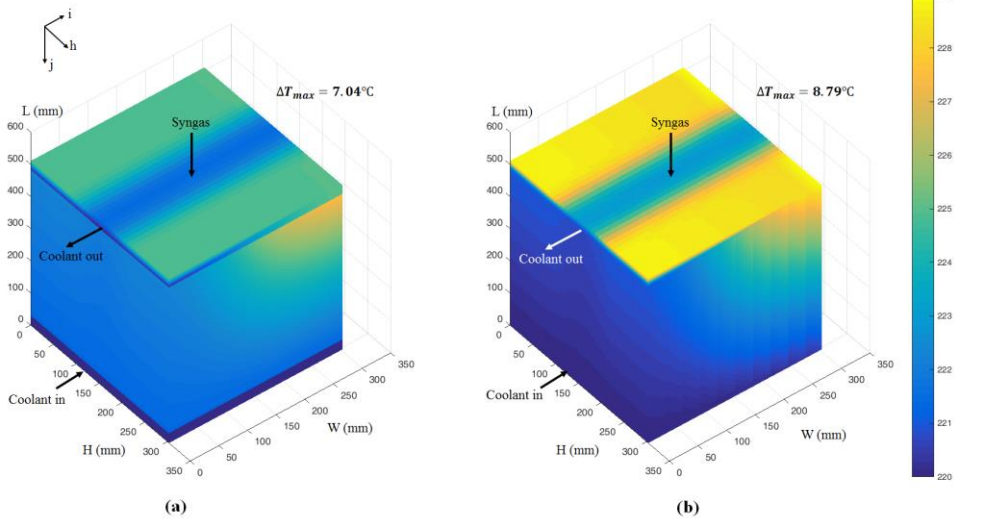 i
h
j
ΔTmax = 7.04°C
L (mm)
600
500
400
300
200
100
0
Syngas
Coolant out
Coolant in
0
50
100
150
200
250
300
350
H (mm)
0
50
100
150
200
250
300
350
W (mm)
(a)
ΔTmax = 8.79°C
L (mm)
600
500
400
300
200
100
0
Syngas
Coolant out
Coolant in
0
50
100
150
200
250
300
350
H (mm)
0
50
100
150
200
250
300
350
W (mm)
(b)
228
227
226
225
224
223
222
221
220